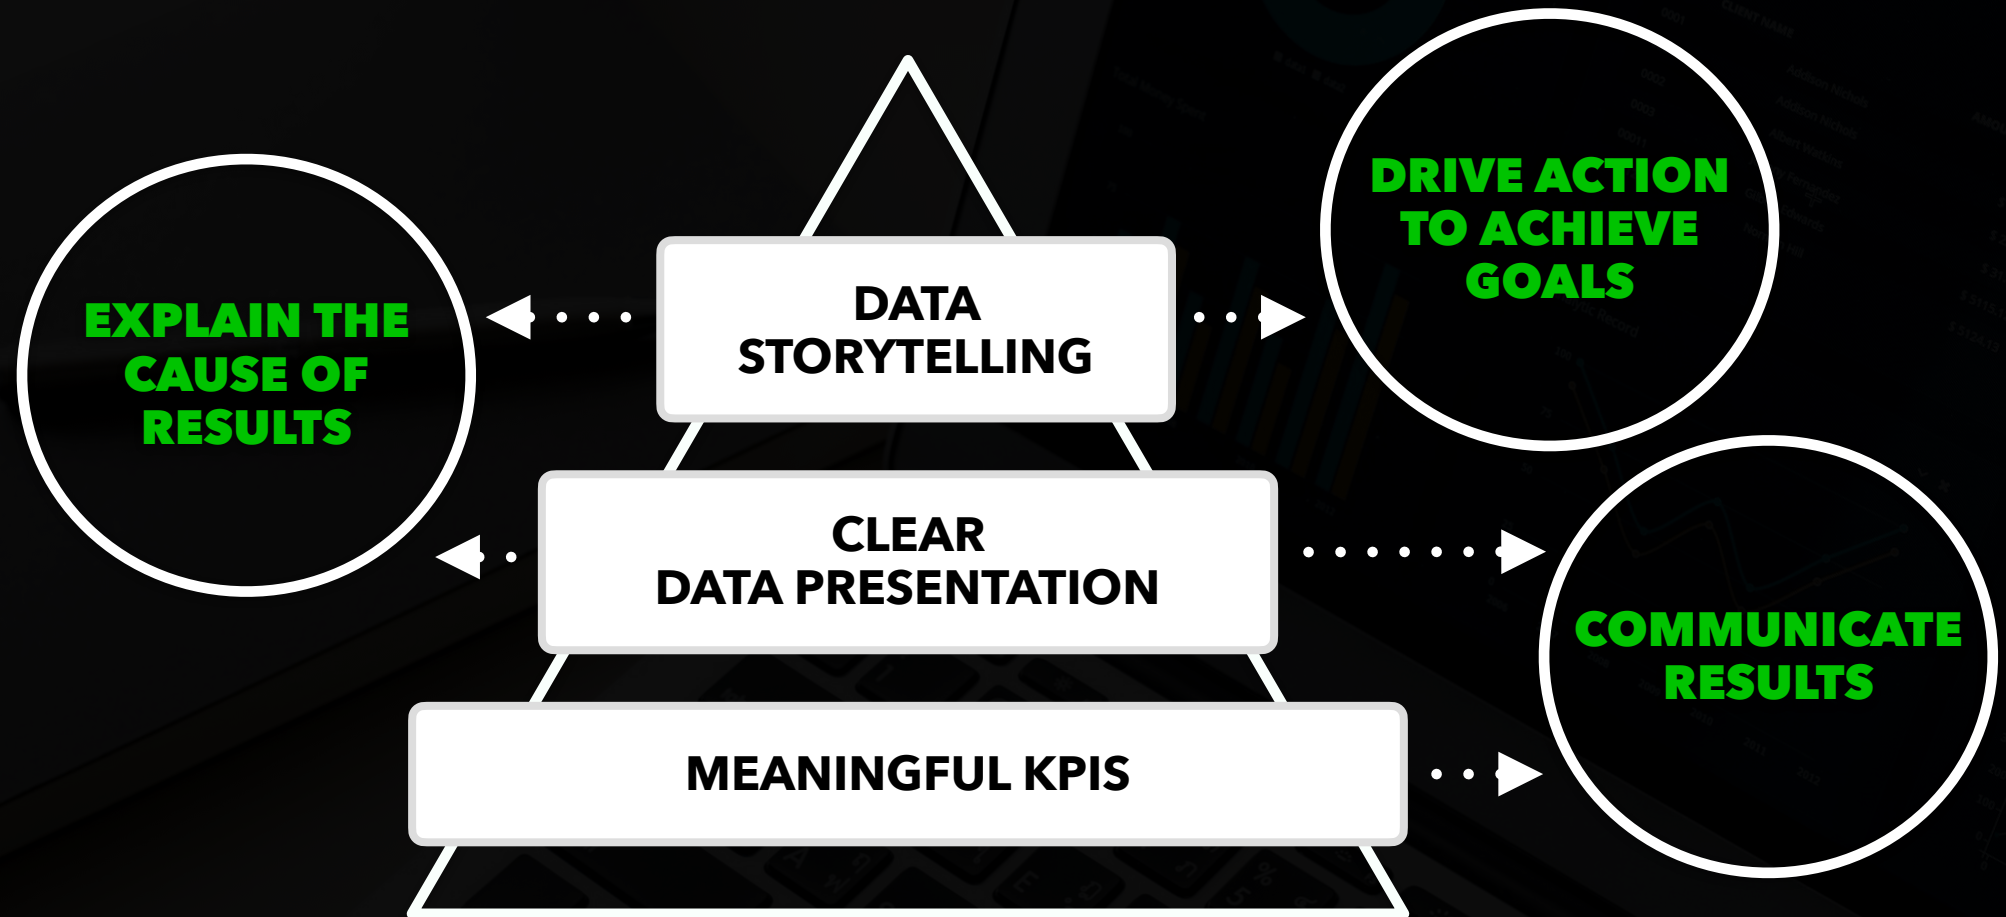 EXPLAIN THE
CAUSE OF
RESULTS
DATA
STORYTELLING
DRIVE ACTION
TO ACHIEVE
GOALS
CLEAR
DATA PRESENTATION
COMMUNICATE
RESULTS
MEANINGFUL KPIS